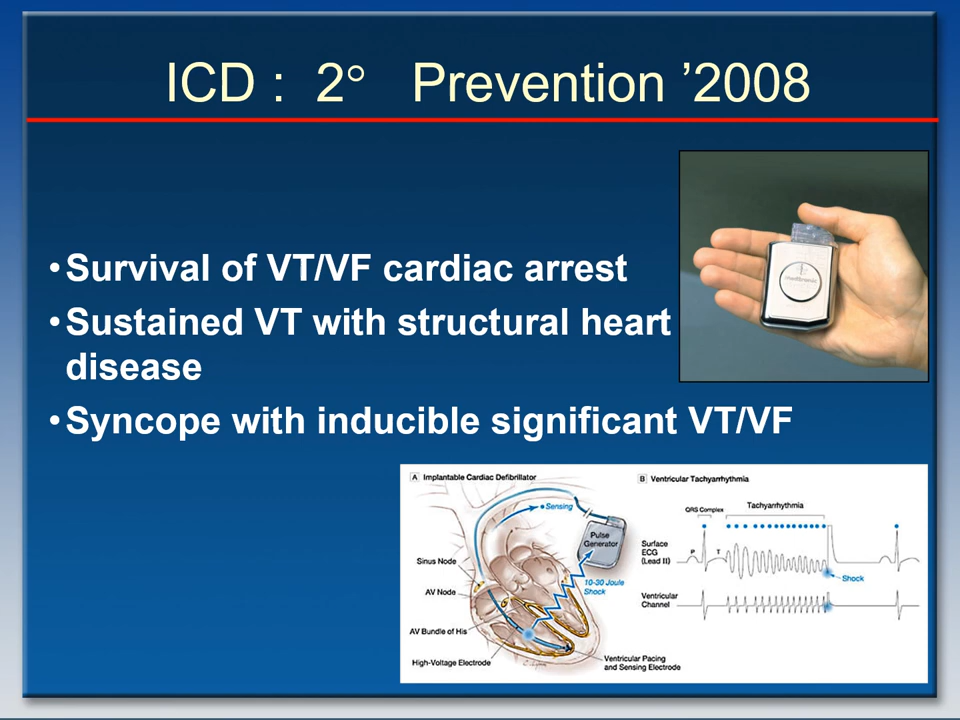 ICD : 2° Prevention ’2008
•Survival of VT/VF cardiac arrest
•Sustained VT with structural heart
disease
•Syncope with inducible significant VT/VF
Medtronic
A Implantable Cardiac Defibrillator
Sensing
Pulse
Generator
Sinus Node
10-30 Joule
Shock
AV Node
AV Bundle of His
High-Voltage Electrode
Ventricular Pacing
and Sensing Electrode
B Ventricular Tachyarrhythmia
QRS Complex
Tachyarrhythmia
Surface
ECG
(Lead II)
P
T
Shock
Ventricular
Channel